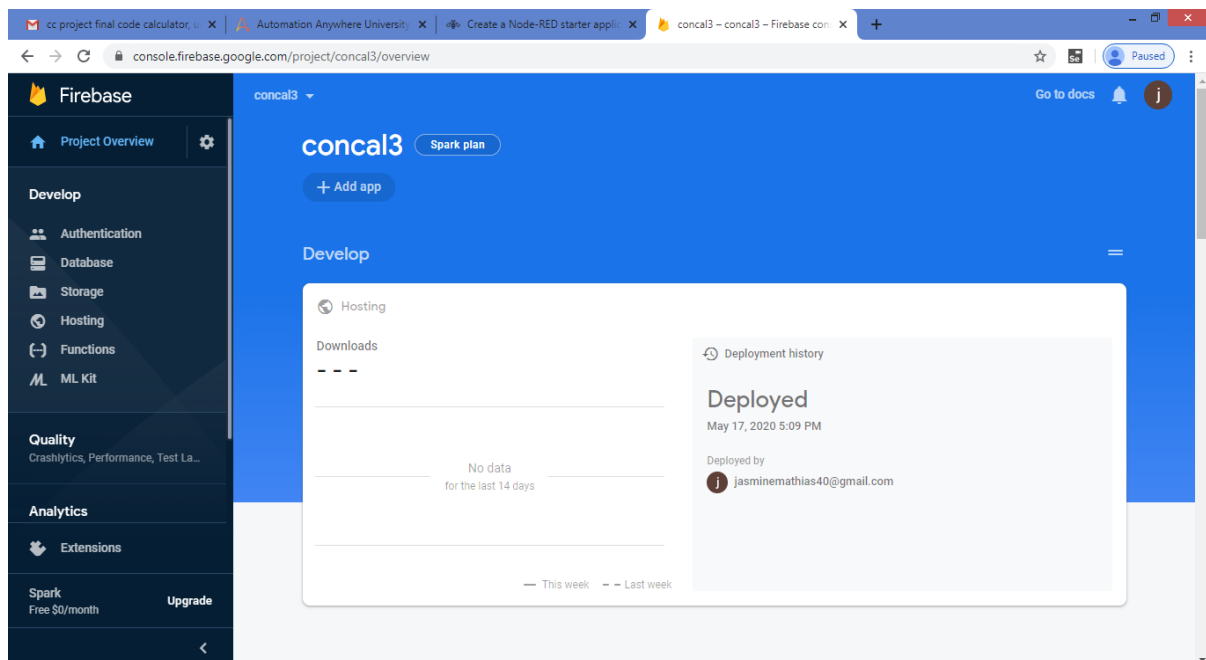 cc project final code calculator, u
Automation Anywhere University
Create a Node-RED starter applic
concal3 – concal3 – Firebase con
console.firebase.google.com/project/concal3/overview
Se
Paused
Firebase
concal3
Go to docs
j
Project Overview
concal3
Spark plan
+ Add app
Develop
Authentication
Database
Storage
Hosting
Functions
ML ML Kit
Quality
Crashlytics, Performance, Test La...
Analytics
Extensions
Spark
Free $0/month
Upgrade
Develop
Hosting
Downloads
- - -
No data
for the last 14 days
This week
Last week
Deployment history
Deployed
May 17, 2020 5:09 PM
Deployed by
j jasminemathias40@gmail.com